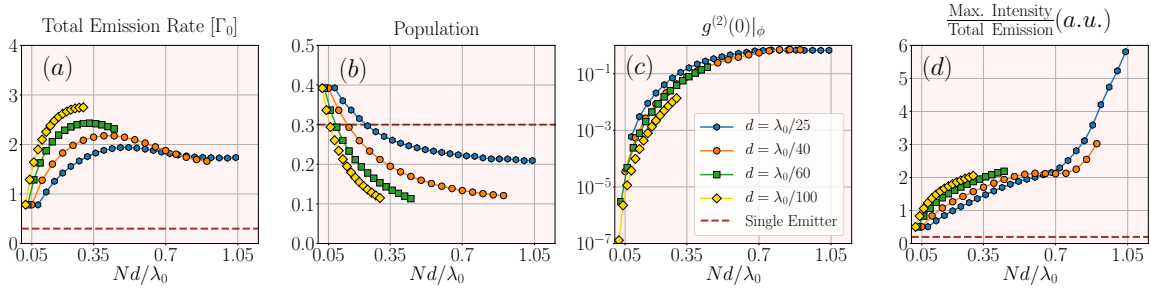 Total Emission Rate [Γ₀]
4
3
2
1
0
(a)
0.05 0.35 0.7 1.05
Nd/λ₀
Population
0.5
0.4
0.3
0.2
0.1
0.0
(b)
0.05 0.35 0.7 1.05
Nd/λ₀
g⁽²⁾(0)|ϕ
10⁻¹
10⁻³
10⁻⁵
10⁻⁷
(c)
d = λ₀/25
d = λ₀/40
d = λ₀/60
d = λ₀/100
Single Emitter
0.05 0.35 0.7 1.05
Nd/λ₀
Max. Intensity
Total Emission (a.u.)
6
5
4
3
2
1
0
(d)
0.05 0.35 0.7 1.05
Nd/λ₀